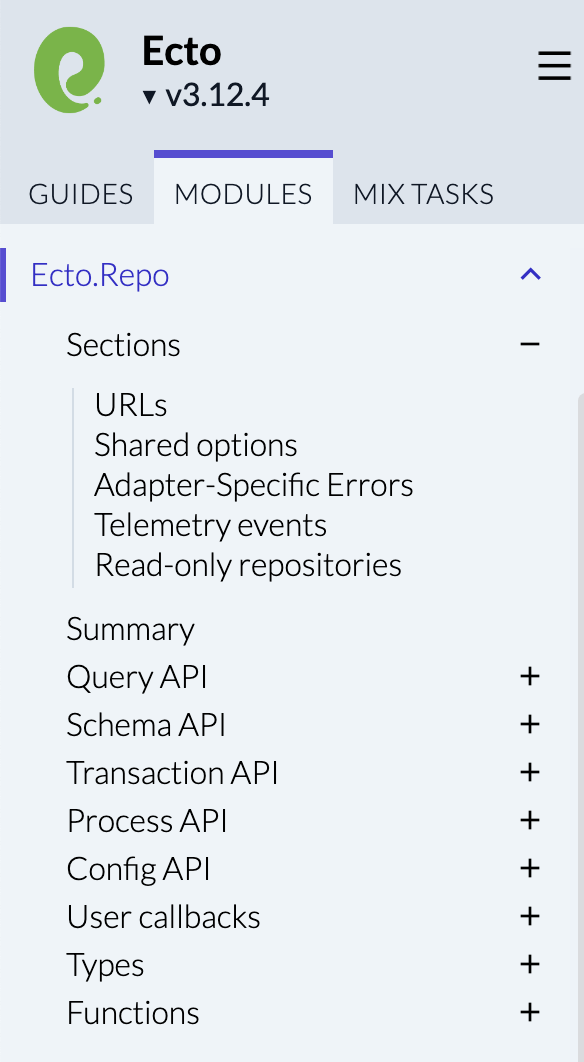 Ecto
▼ v3.12.4
GUIDES MODULES MIX TASKS
Ecto.Repo
Sections
URLs
Shared options
Adapter-Specific Errors
Telemetry events
Read-only repositories
Summary
Query API
Schema API
Transaction API
Process API
Config API
User callbacks
Types
Functions